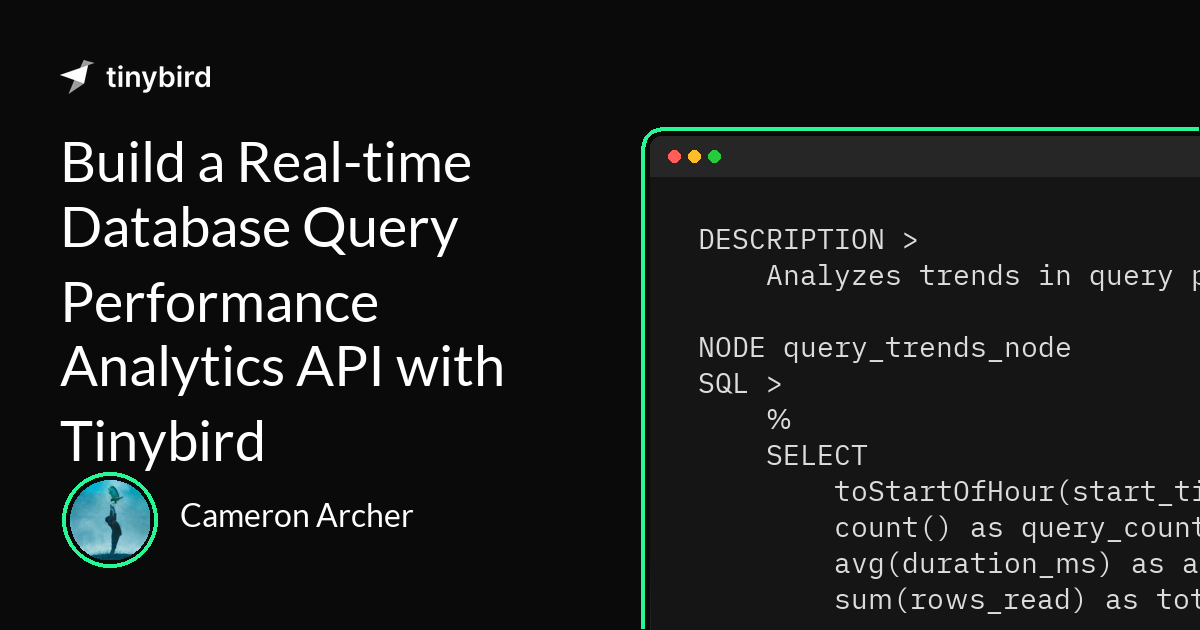 tinybird
Build a Real-time
Database Query
Performance
Analytics API with
Tinybird
Cameron Archer
DESCRIPTION >
Analyzes trends in query
NODE query_trends_node
SQL >
%
SELECT
toStartOfHour(start_ti
count() as query_count
avg(duration_ms) as a
sum(rows_read) as tot